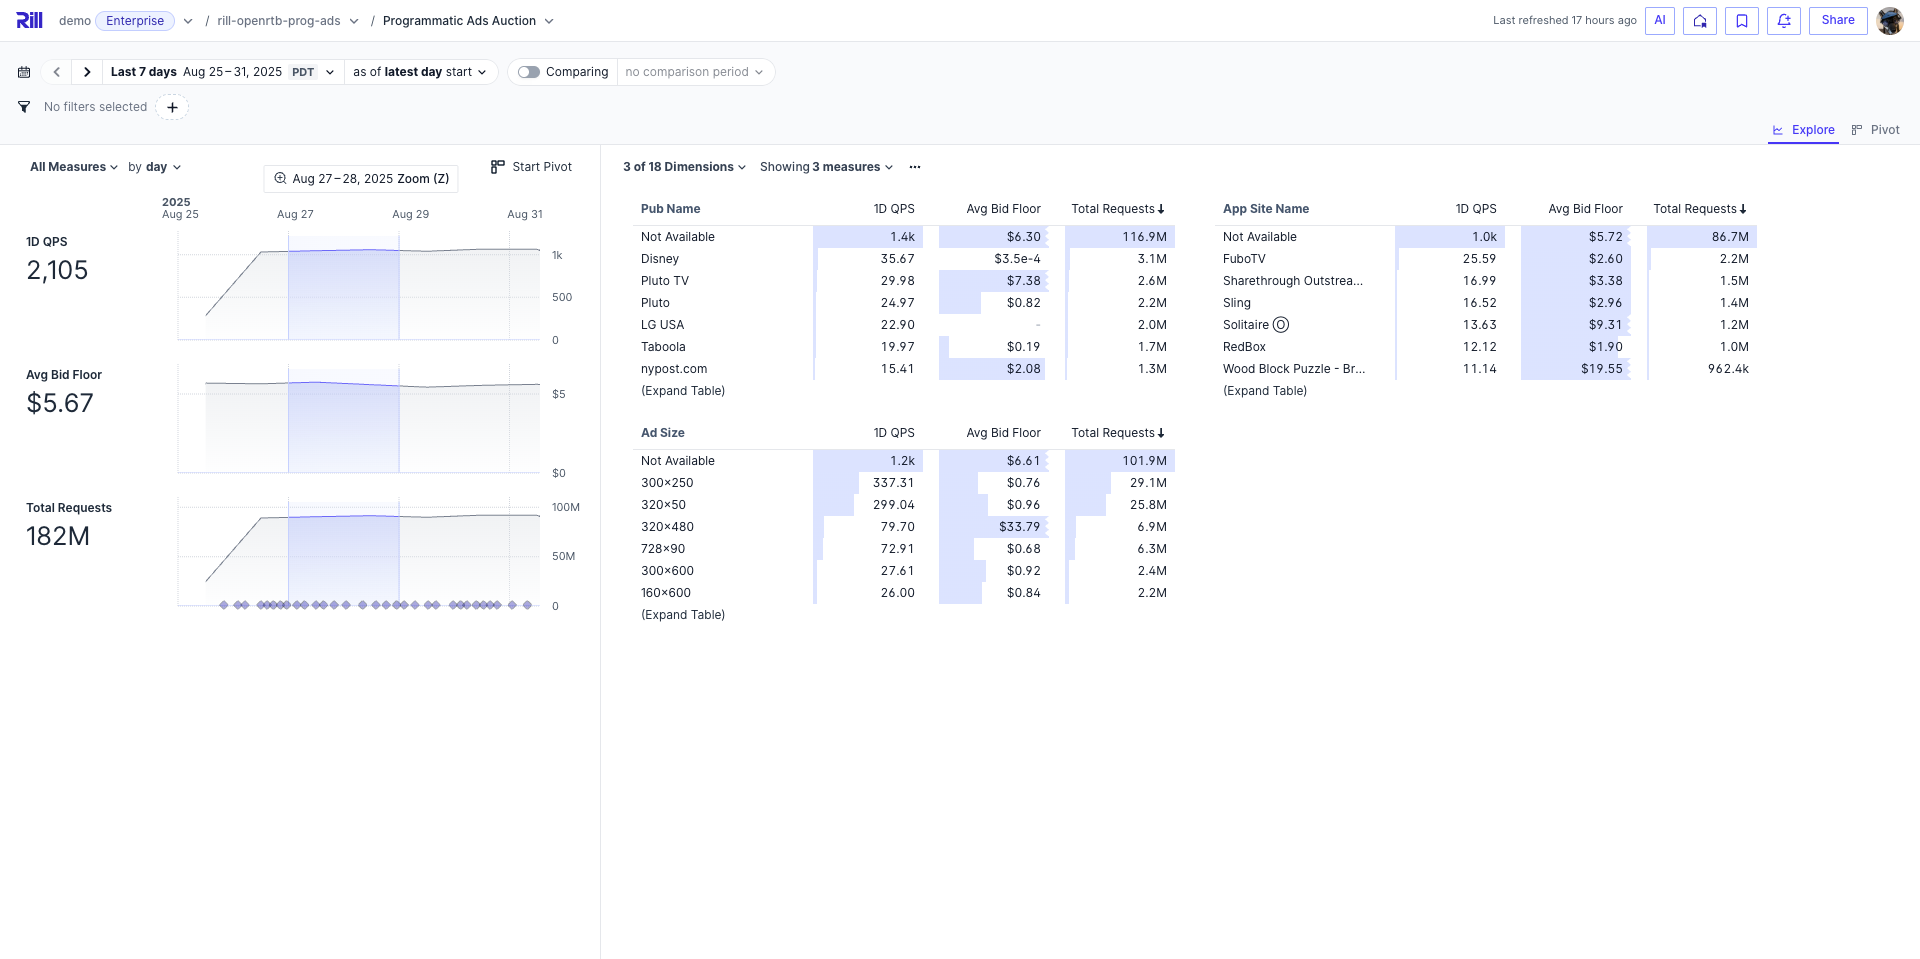 Rill demo Enterprise / rill-openrtb-prog-ads / Programmatic Ads Auction Last refreshed 17 hours ago AI Share
Last 7 days Aug 25–31, 2025 PDT as of latest day start Comparing no comparison period
No filters selected +
Explore Pivot
All Measures by day Start Pivot
Aug 27–28, 2025 Zoom (Z)
2025
Aug 25 Aug 27 Aug 29 Aug 31
1D QPS
2,105
1k
500
0
Avg Bid Floor
$5.67
$5
$0
Total Requests
182M
100M
50M
0
3 of 18 Dimensions Showing 3 measures ...
Pub Name 1D QPS Avg Bid Floor Total Requests
Not Available 1.4k $6.30 116.9M
Disney 35.67 $3.5e-4 3.1M
Pluto TV 29.98 $7.38 2.6M
Pluto 24.97 $0.82 2.2M
LG USA 22.90 - 2.0M
Taboola 19.97 $0.19 1.7M
nypost.com 15.41 $2.08 1.3M
(Expand Table)
App Site Name 1D QPS Avg Bid Floor Total Requests
Not Available 1.0k $5.72 86.7M
FuboTV 25.59 $2.60 2.2M
Sharethrough Outstrea... 16.99 $3.38 1.5M
Sling 16.52 $2.96 1.4M
Solitaire Ⓞ 13.63 $9.31 1.2M
RedBox 12.12 $1.90 1.0M
Wood Block Puzzle - Br... 11.14 $19.55 962.4k
(Expand Table)
Ad Size 1D QPS Avg Bid Floor Total Requests
Not Available 1.2k $6.61 101.9M
300×250 337.31 $0.76 29.1M
320×50 299.04 $0.96 25.8M
320×480 79.70 $33.79 6.9M
728×90 72.91 $0.68 6.3M
300×600 27.61 $0.92 2.4M
160×600 26.00 $0.84 2.2M
(Expand Table)